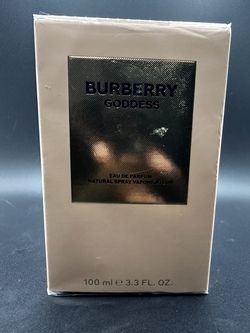 BURBERRY
GODDESS
EAU DE PARFUM
NATURAL SPRAY VAPORISATEUR
100 ml ℮ 3.3 FL. OZ.